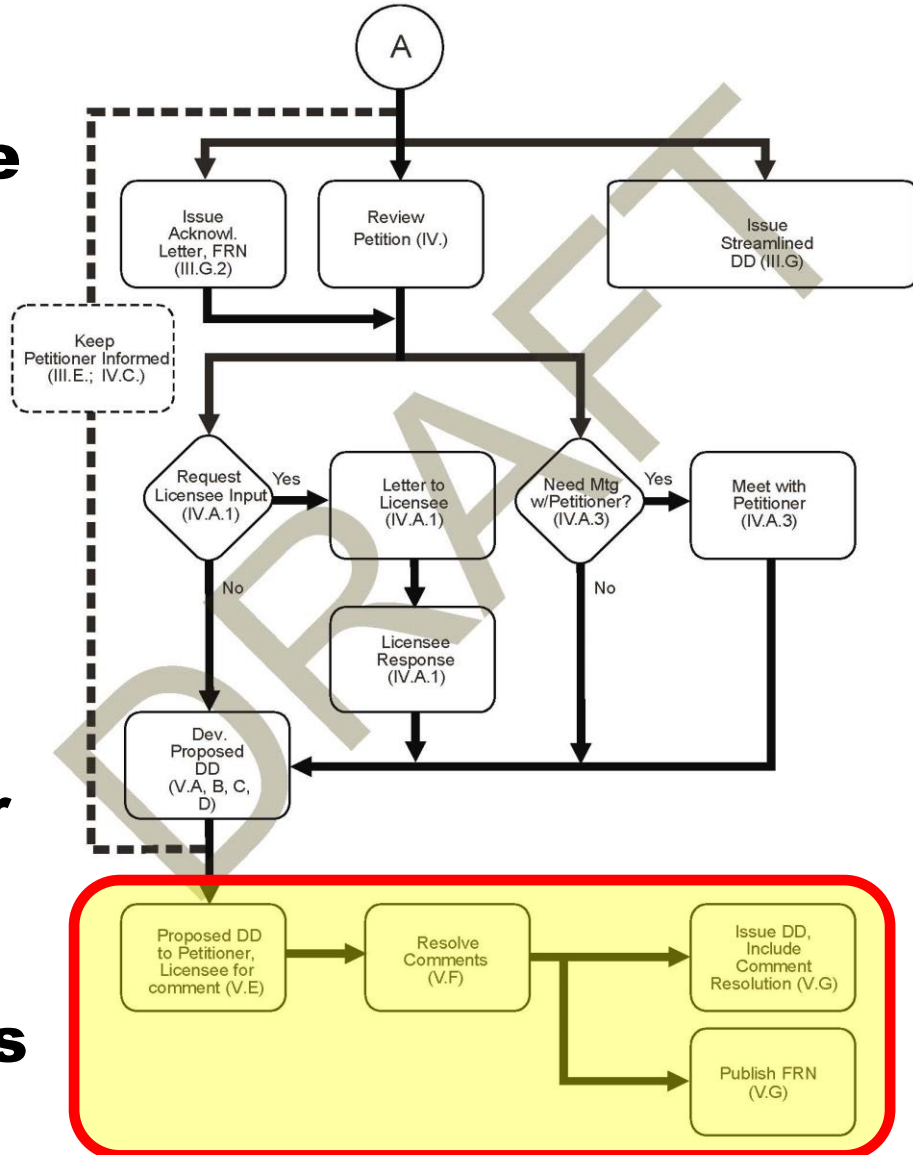 A
e
Issue
Acknowl.
Letter, FRN
(III.G.2)
Review
Petition (IV.)
Issue
Streamlined
DD (III.G)
Keep
Petitioner Informed
(III.E.; IV.C.)
Request
Licensee Input
(IV.A.1)
Yes
Letter to
Licensee
(IV.A.1)
Need Mtg
w/Petitioner?
(IV.A.3)
Yes
Meet with
Petitioner
(IV.A.3)
No
No
Licensee
Response
(IV.A.1)
Dev.
Proposed
DD
(V.A, B, C,
D)
r
DRAFT
Proposed DD
to Petitioner,
Licensee for
comment (V.E)
Resolve
Comments
(V.F)
Issue DD,
Include
Comment
Resolution (V.G)
s
Publish FRN
(V.G)